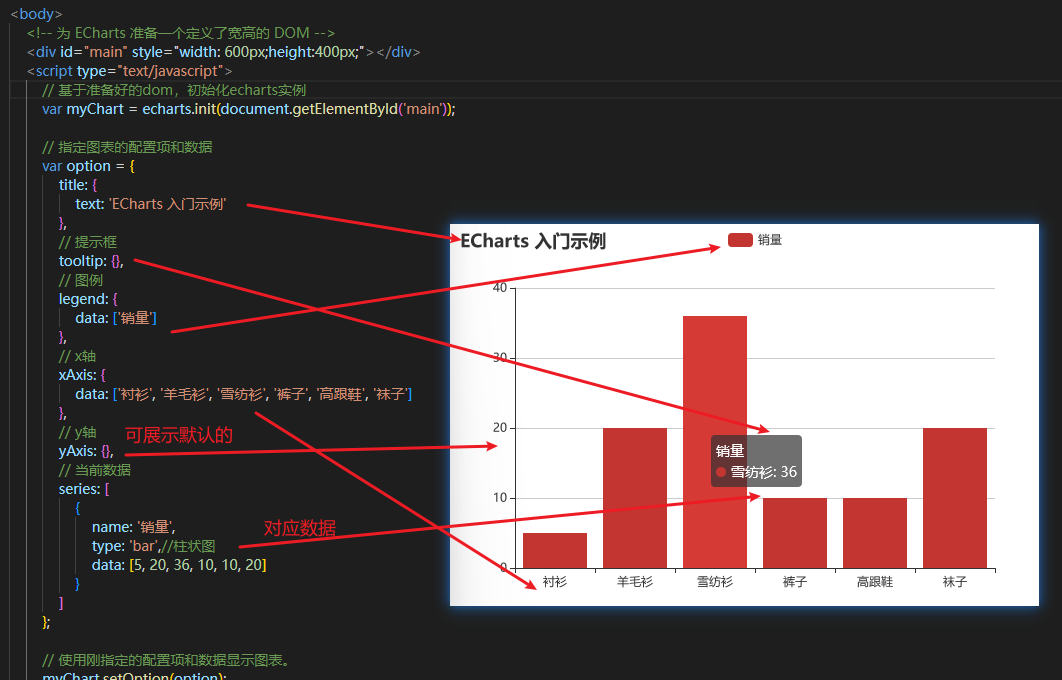 <body>
<!-- 为 ECharts 准备一个定义了宽高的 DOM -->
<div id="main" style="width: 600px;height:400px;"></div>
<script type="text/javascript">
// 基于准备好的dom，初始化echarts实例
var myChart = echarts.init(document.getElementById('main'));
// 指定图表的配置项和数据
var option = {
title: {
text: 'ECharts 入门示例'
},
// 提示框
tooltip: {},
// 图例
legend: {
data: ['销量']
},
// x轴
xAxis: {
data: ['衬衫', '羊毛衫', '雪纺衫', '裤子', '高跟鞋', '袜子']
},
// y轴
yAxis: {},
可展示默认的
// 当前数据
series: [
{
name: '销量',
type: 'bar',//柱状图
对应数据
data: [5, 20, 36, 10, 10, 20]
}
]
};
// 使用刚指定的配置项和数据显示图表。
myChart.setOption(option);
ECharts 入门示例
销量
40
30
20
10
0
销量
雪纺衫: 36
衬衫 羊毛衫 雪纺衫 裤子 高跟鞋 袜子